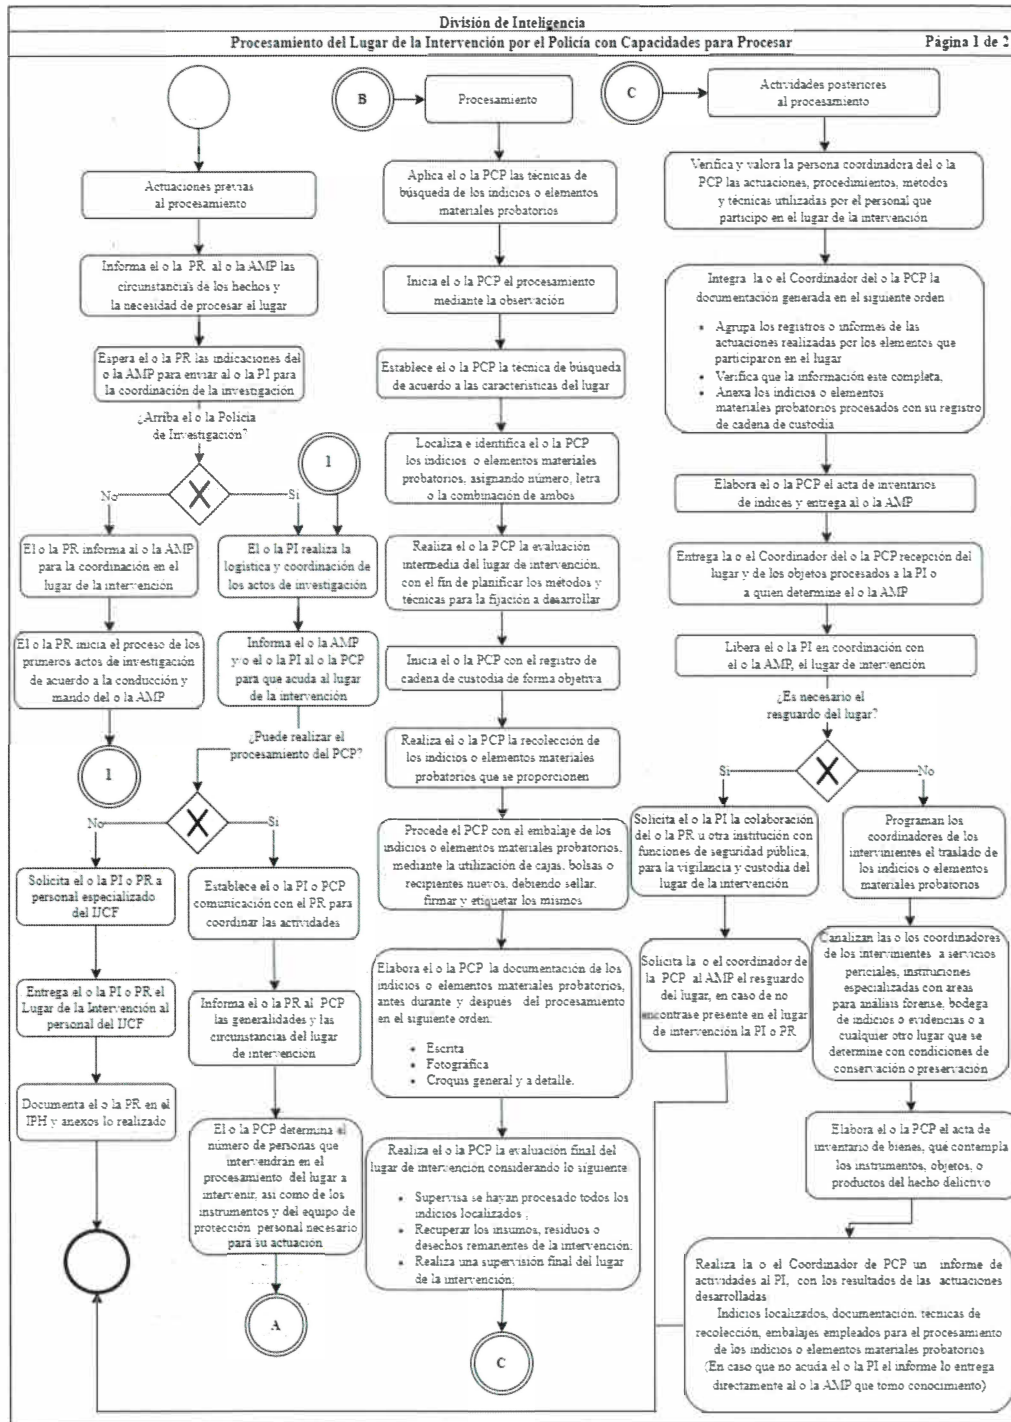 División de Inteligencia
Procesamiento del Lugar de la Intervención por el Policía con Capacidades para Procesar
Página 1 de 2
Actuaciones previas
al procesamiento
Informa el o la PR al o la AMP las
circunstancias de los hechos y
la necesidad de procesar el lugar
Espera el o la PR las indicaciones del
o la AMP para enviar al o la PI para
la coordinación de la investigación
¿Arriba el o la Policía
de Investigación?
No
Si
1
El o la PR informa al o la AMP
para la coordinación en el
lugar de la intervención
El o la PI realiza la
logística y coordinación de
los actos de investigación
El o la PR inicia el proceso de los
primeros actos de investigación
de acuerdo a la conducción y
mando del o la AMP
Informa el o la AMP
y/o el o la PI al o la PCP
para que acuda al lugar
de la intervención
1
¿Puede realizar el
procesamiento del PCP?
No
Si
Solicita el o la PI o PR a
personal especializado
del IJCF
Establece el o la PI o PCP
comunicación con el PR para
coordinar las actividades
Entrega el o la PI o PR el
Lugar de la Intervención al
personal del IJCF
Informa el o la PR al PCP
las generalidades y las
circunstancias del lugar
de intervención
Documenta el o la PR en el
IPH y anexos lo realizado
El o la PCP determina el
número de personas que
intervendrán en el
procesamiento del lugar a
intervenir, asi como de los
instrumentos y del equipo de
protección personal necesario
para su actuación
A
B
Procesamiento
Aplica el o la PCP las técnicas de
búsqueda de los indicios o elementos
materiales probatorios
Inicia el o la PCP el procesamiento
mediante la observación
Establece el o la PCP la técnica de búsqueda
de acuerdo a las características del lugar
Localiza e identifica el o la PCP
los indicios o elementos materiales
probatorios, asignando número, letra
o la combinación de ambos
Realiza el o la PCP la evaluación
intermedia del lugar de intervención,
con el fin de planificar los métodos y
técnicas para la fijación a desarrollar
Inicia el o la PCP con el registro de
cadena de custodia de forma objetiva
Realiza el o la PCP la recolección de
los indicios o elementos materiales
probatorios que se proporcionen
Procede el PCP con el embalaje de los
indicios o elementos materiales probatorios,
mediante la utilización de cajas, bolsas o
recipientes nuevos, debiendo sellar,
firmar y etiquetar los mismos
Elabora el o la PCP la documentación de los
indicios o elementos materiales probatorios,
antes durante y después del procesamiento
en el siguiente orden.
• Escrita
• Fotográfica
• Croquis general y a detalle.
Realiza el o la PCP la evaluación final del
lugar de intervención considerando lo siguiente
• Supervisa se hayan procesado todos los
indicios localizados ;
• Recuperar los insumos, residuos o
desechos remanentes de la intervención;
• Realiza una supervisión final del lugar
de la intervención;
C
C
Actividades posteriores
al procesamiento
Verifica y valora la persona coordinadora del o la
PCP las actuaciones, procedimientos, métodos
y técnicas utilizadas por el personal que
participo en el lugar de la intervención
Integra la o el Coordinador del o la PCP la
documentación generada en el siguiente orden
• Agrupa los registros o informes de las
actuaciones realizadas por los elementos que
participaron en el lugar
• Verifica que la información este completa,
• Anexa los indicios o elementos
materiales probatorios procesados con su registro
de cadena de custodia
Elabora el o la PCP el acta de inventarios
de indices y entrega al o la AMP
Entrega la o el Coordinador del o la PCP recepción del
lugar y de los objetos procesados a la PI o
a quien determine el o la AMP
Libera el o la PI en coordinación con
el o la AMP, el lugar de intervención
¿Es necesario el
resguardo del lugar?
Si
No
Solicita el o la PI la colaboración
del o la PR u otra institución con
funciones de seguridad pública,
para la vigilancia y custodia del
lugar de la intervención
Programan los
coordinadores de los
intervinientes el traslado de
los indicios o elementos
materiales probatorios
Solicita la o el coordinador de
la PCP al AMP el resguardo
del lugar, en caso de no
encontrase presente en el lugar
de intervención la PI o PR
Canalizan las o los coordinadores
de los intervinientes a servicios
periciales, instituciones
especializadas con areas
para análisis forense, bodega
de indicios o evidencias o a
cualquier otro lugar que se
determine con condiciones de
conservación o preservación
Elabora el o la PCP el acta de
inventario de bienes, que contempla
los instrumentos, objetos, o
productos del hecho delictivo
Realiza la o el Coordinador de PCP un informe de
actividades al PI, con los resultados de las actuaciones
desarrolladas
Indicios localizados, documentación, técnicas de
recolección, embalajes empleados para el procesamiento
de los indicios o elementos materiales probatorios
(En caso que no acuda el o la PI el informe lo entrega
directamente al o la AMP que tomo conocimiento)